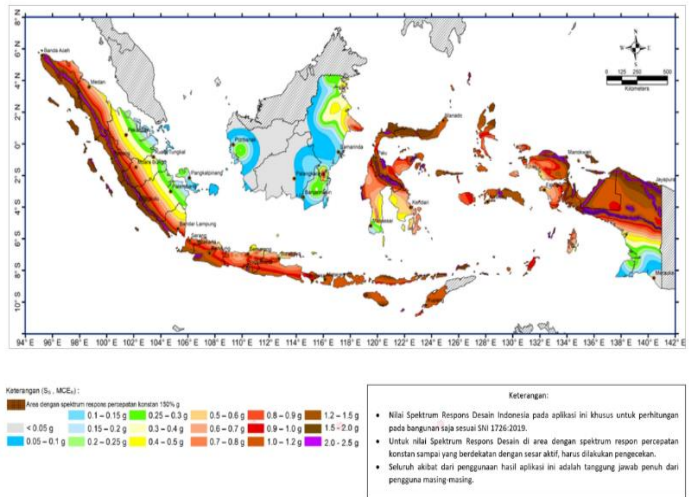 8° N
6° N
4° N
2° N
0°
2° S
4° S
6° S
8° S
10° S
94° E 96° E 98° E 100° E 102° E 104° E 106° E 108° E 110° E 112° E 114° E 116° E 118° E 120° E 122° E 124° E 126° E 128° E 130° E 132° E 134° E 136° E 138° E 140° E 142° E
N
E
0 125 250 500
Kilometers
Banda Aceh
Medan
Pangkalpinang
Bandar Lampung
Serang
Samarinda
Manado
Palu
Kendari
Makassar
Manokwari
Jayapura
Merauke
Keterangan (Sₛ , MCEᵣ) :
Area dengan spektrum respons percepatan konstan 150% g
< 0.05 g
0.05 – 0.1 g
0.1 – 0.15 g
0.15 – 0.2 g
0.2 – 0.25 g
0.25 – 0.3 g
0.3 – 0.4 g
0.4 – 0.5 g
0.5 – 0.6 g
0.6 – 0.7 g
0.7 – 0.8 g
0.8 – 0.9 g
0.9 – 1.0 g
1.0 – 1.2 g
1.2 – 1.5 g
1.5 – 2.0 g
2.0 - 2.5 g
Keterangan:
• Nilai Spektrum Respons Desain Indonesia pada aplikasi ini khusus untuk perhitungan
pada bangunan saja sesuai SNI 1726:2019.
• Untuk nilai Spektrum Respons Desain di area dengan spektrum respon percepatan
konstan sampai yang berdekatan dengan sesar aktif, harus dilakukan pengecekan.
• Seluruh akibat dari penggunaan hasil aplikasi ini adalah tanggung jawab penuh dari
pengguna masing-masing.